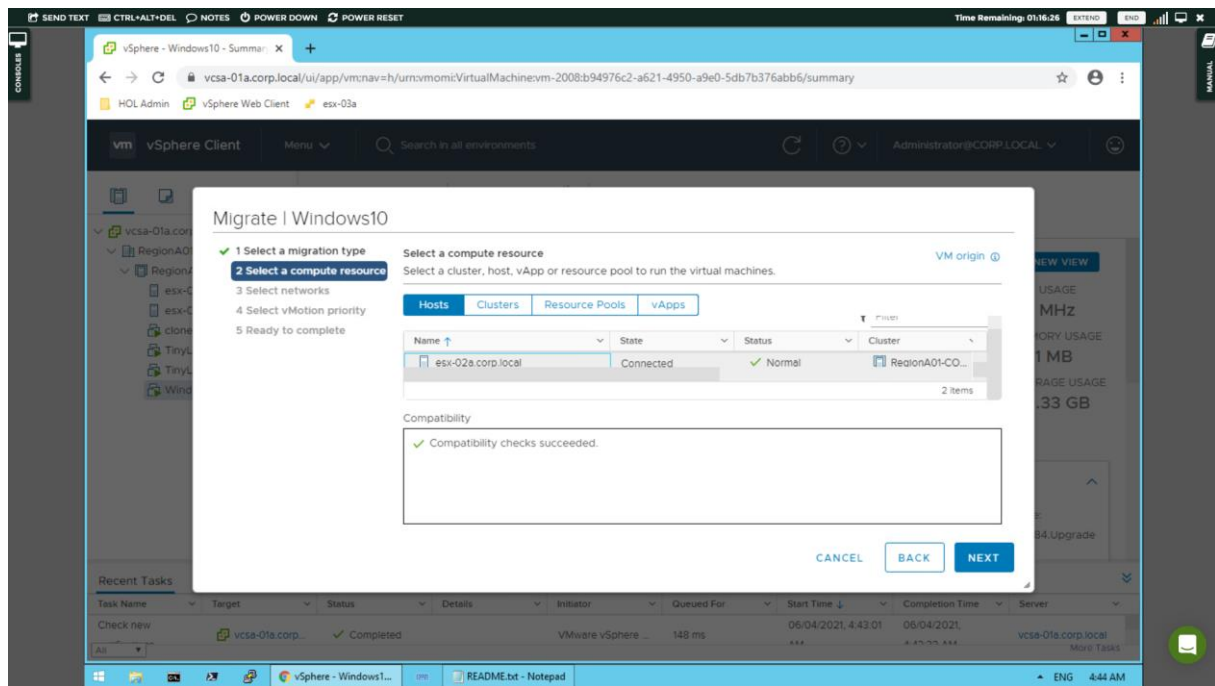 SEND TEXT CTRL+ALT+DEL NOTES POWER DOWN POWER RESET
Time Remaining: 01:16:26 EXTEND END
CONSOLES
MANUAL
vSphere - Windows10 - Summar
vcsa-01a.corp.local/ui/app/vm;nav=h/urn:vmomi:VirtualMachine:vm-2008:b94976c2-a621-4950-a9e0-5db7b376abb6/summary
HOL Admin vSphere Web Client esx-03a
vm vSphere Client Menu Search in all environments Administrator@CORP.LOCAL
vcsa-01a.cor
RegionA0
Region
esx-
esx-
clone
TinyL
TinyL
Wind
Migrate | Windows10
1 Select a migration type
2 Select a compute resource
3 Select networks
4 Select vMotion priority
5 Ready to complete
Select a compute resource
VM origin
Select a cluster, host, vApp or resource pool to run the virtual machines.
Hosts Clusters Resource Pools vApps
Filter
Name State Status Cluster
esx-02a.corp.local Connected Normal RegionA01-CO...
2 items
Compatibility
Compatibility checks succeeded.
CANCEL BACK NEXT
NEW VIEW
USAGE
MHz
ORY USAGE
1 MB
RAGE USAGE
.33 GB
84.Upgrade
Recent Tasks
Task Name Target Status Details Initiator Queued For Start Time Completion Time Server
Check new vcsa-01a.corp... Completed VMware vSphere ... 148 ms 06/04/2021, 4:43:01 06/04/2021, vcsa-01a.corp.local
All More Tasks
vSphere - Windows1... README.txt - Notepad ENG 4:44 AM